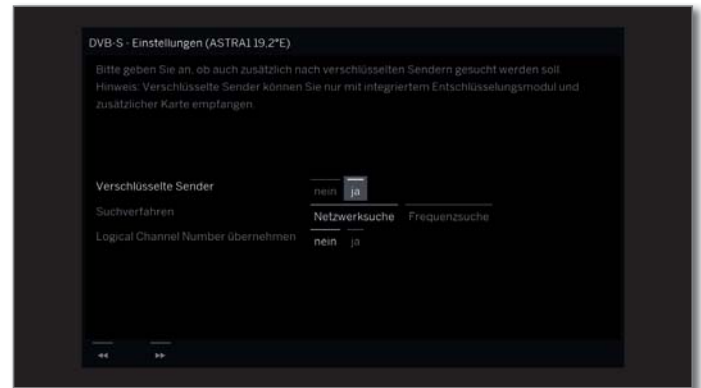 DVB-S - Einstellungen (ASTRA1 19,2°E)
Bitte geben Sie an, ob auch zusätzlich nach verschlüsselten Sendern gesucht werden soll.
Hinweis: Verschlüsselte Sender können Sie nur mit integriertem Entschlüsselungsmodul und
zusätzlicher Karte empfangen.
Verschlüsselte Sender nein ja
Suchverfahren Netzwerksuche Frequenzsuche
Logical Channel Number übernehmen nein ja